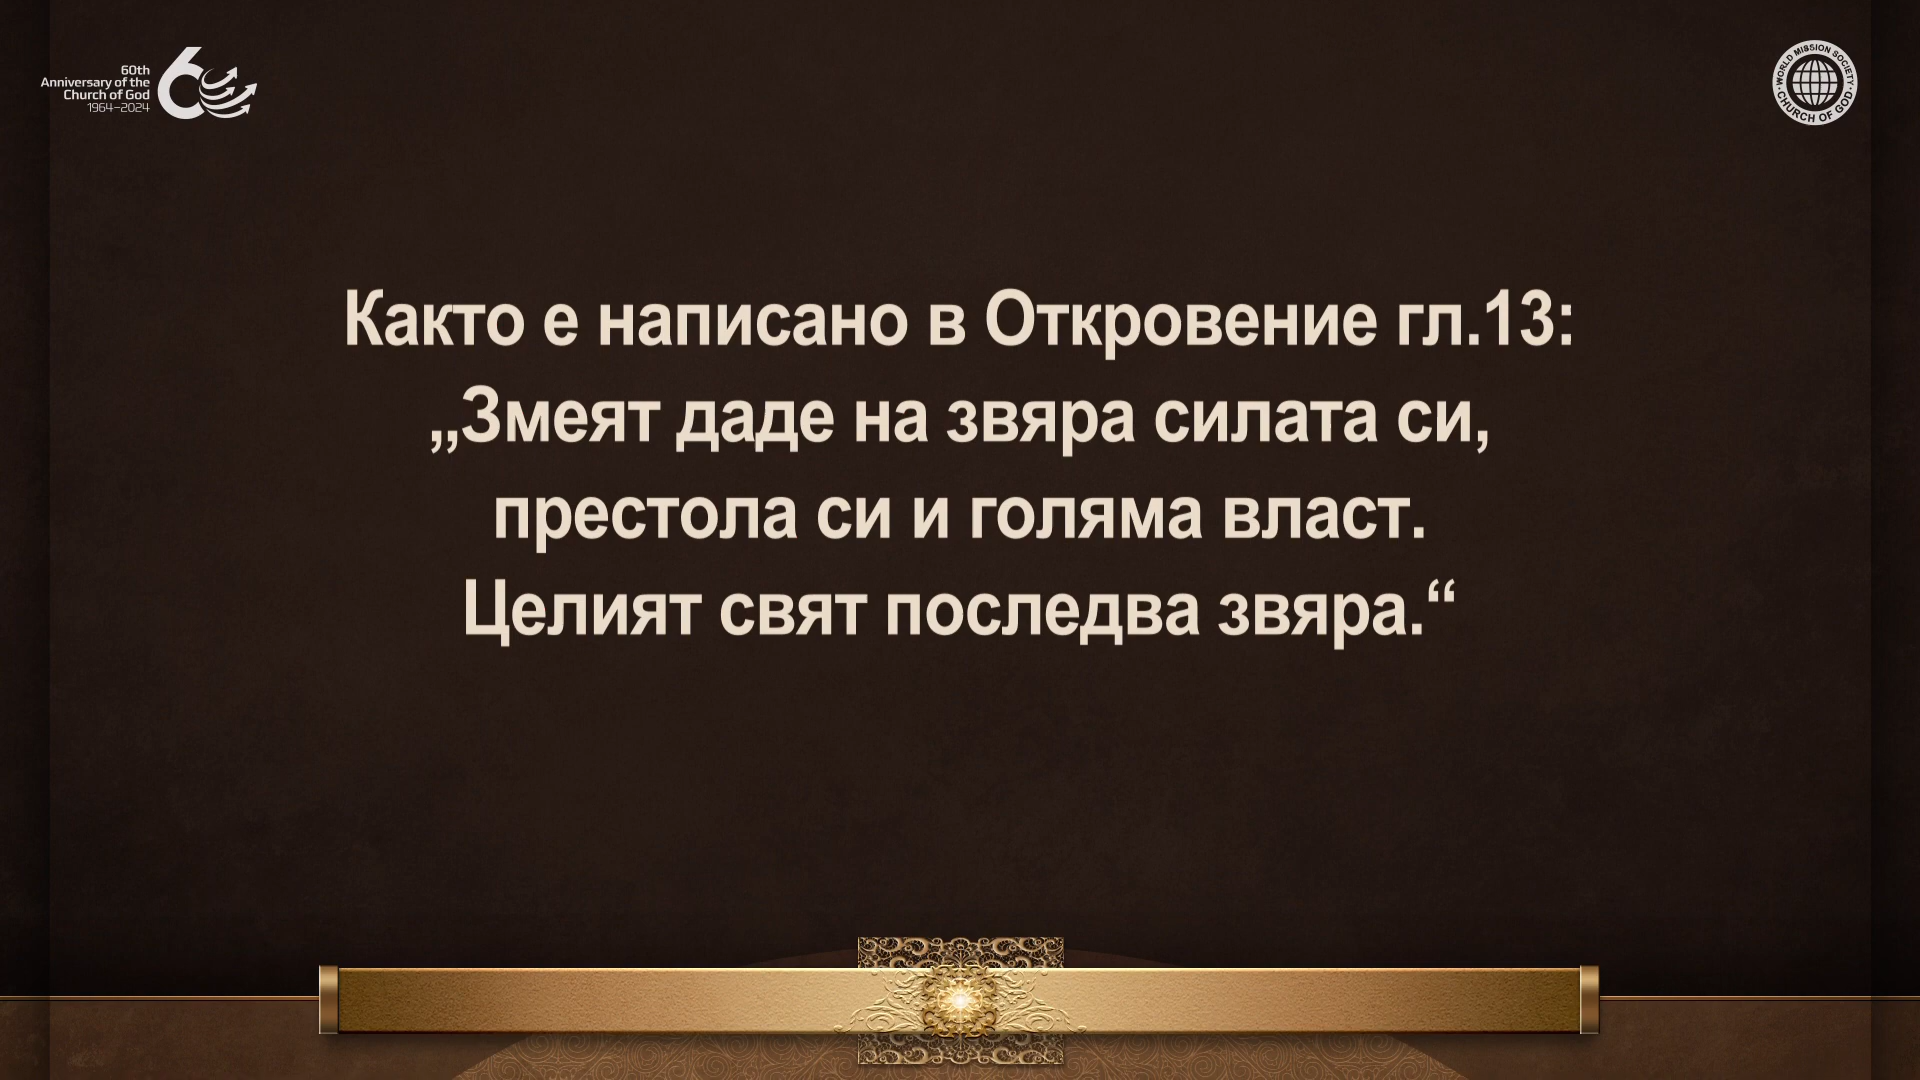 60th
Anniversary of the
Church of God
1964–2024
WORLD MISSION SOCIETY
CHURCH OF GOD
Както е написано в Откровение гл.13:
„Змеят даде на звяра силата си,
престола си и голяма власт.
Целият свят последва звяра.“